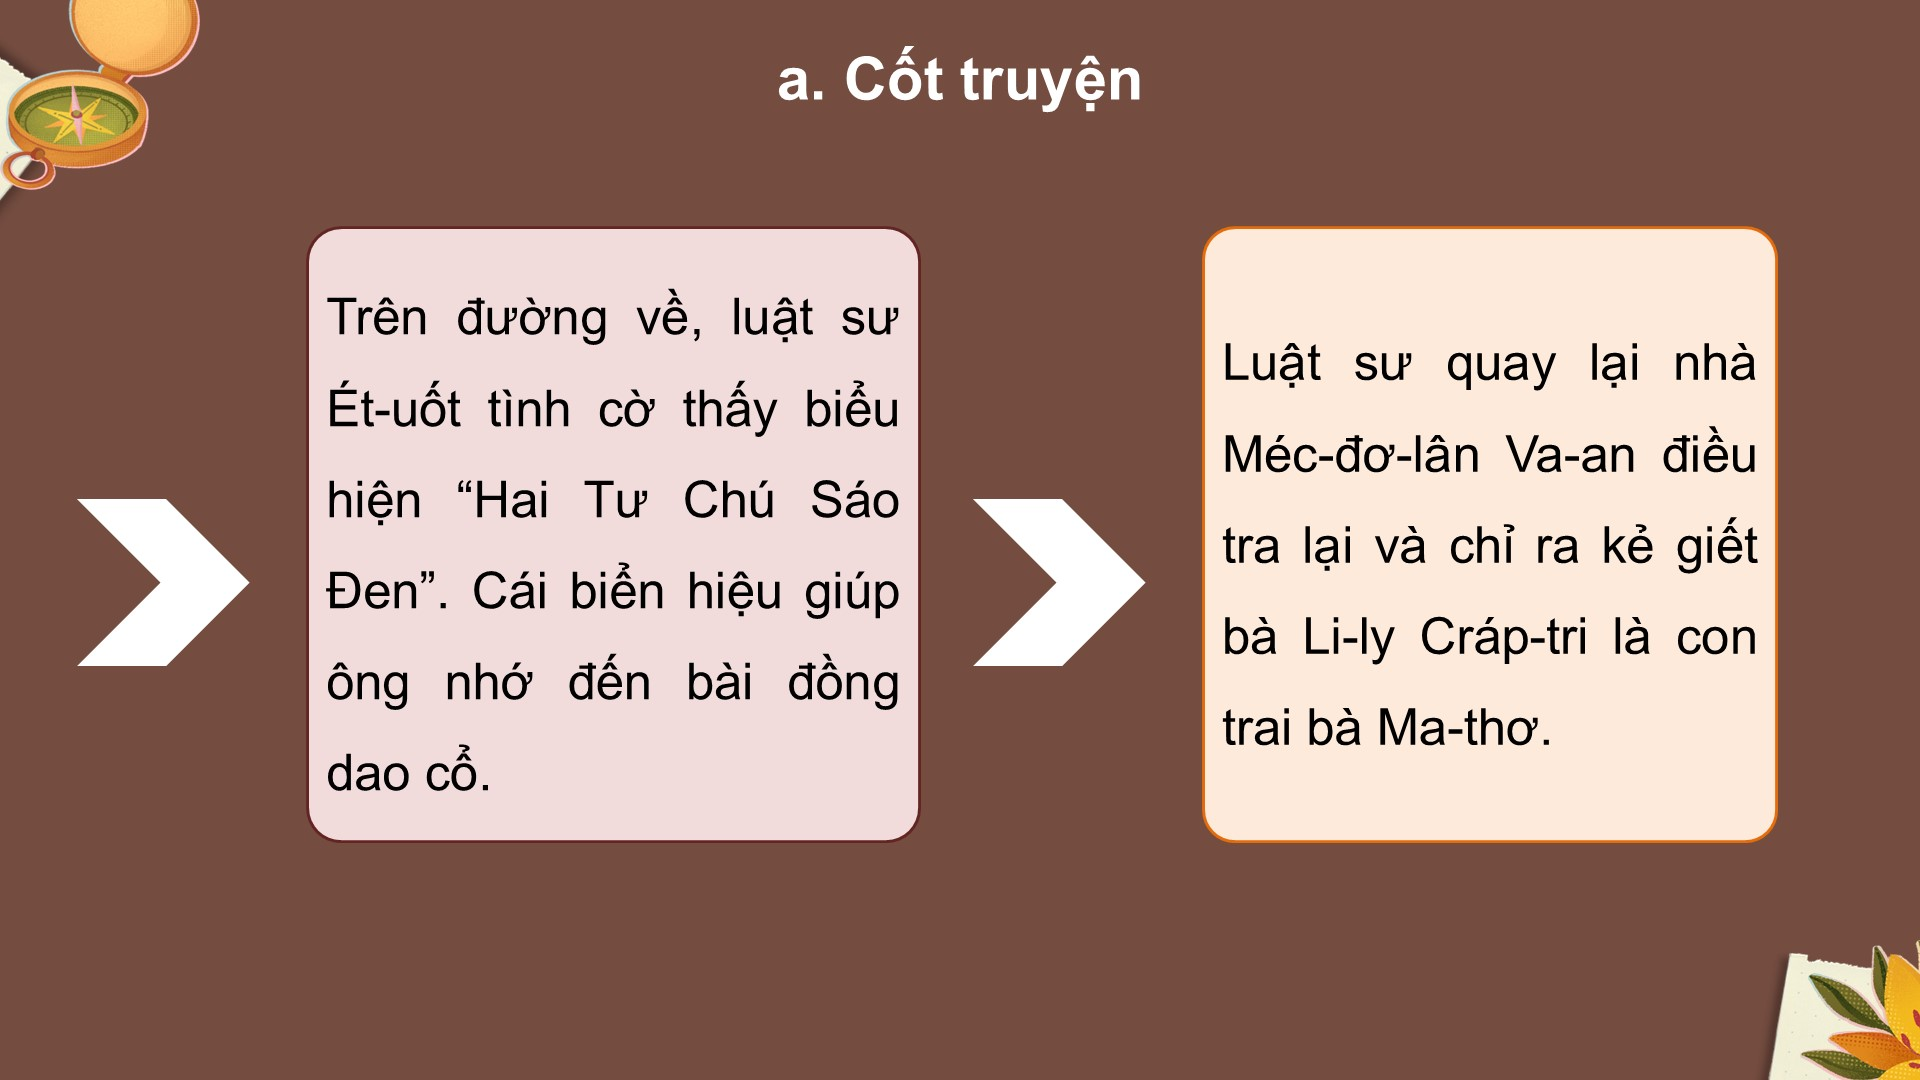 a. Cốt truyện
Trên đường về, luật sư
Ét-uốt tình cờ thấy biểu
hiện “Hai Tư Chú Sáo
Đen”. Cái biển hiệu giúp
ông nhớ đến bài đồng
dao cổ.
Luật sư quay lại nhà
Méc-đơ-lân Va-an điều
tra lại và chỉ ra kẻ giết
bà Li-ly Cráp-tri là con
trai bà Ma-thơ.